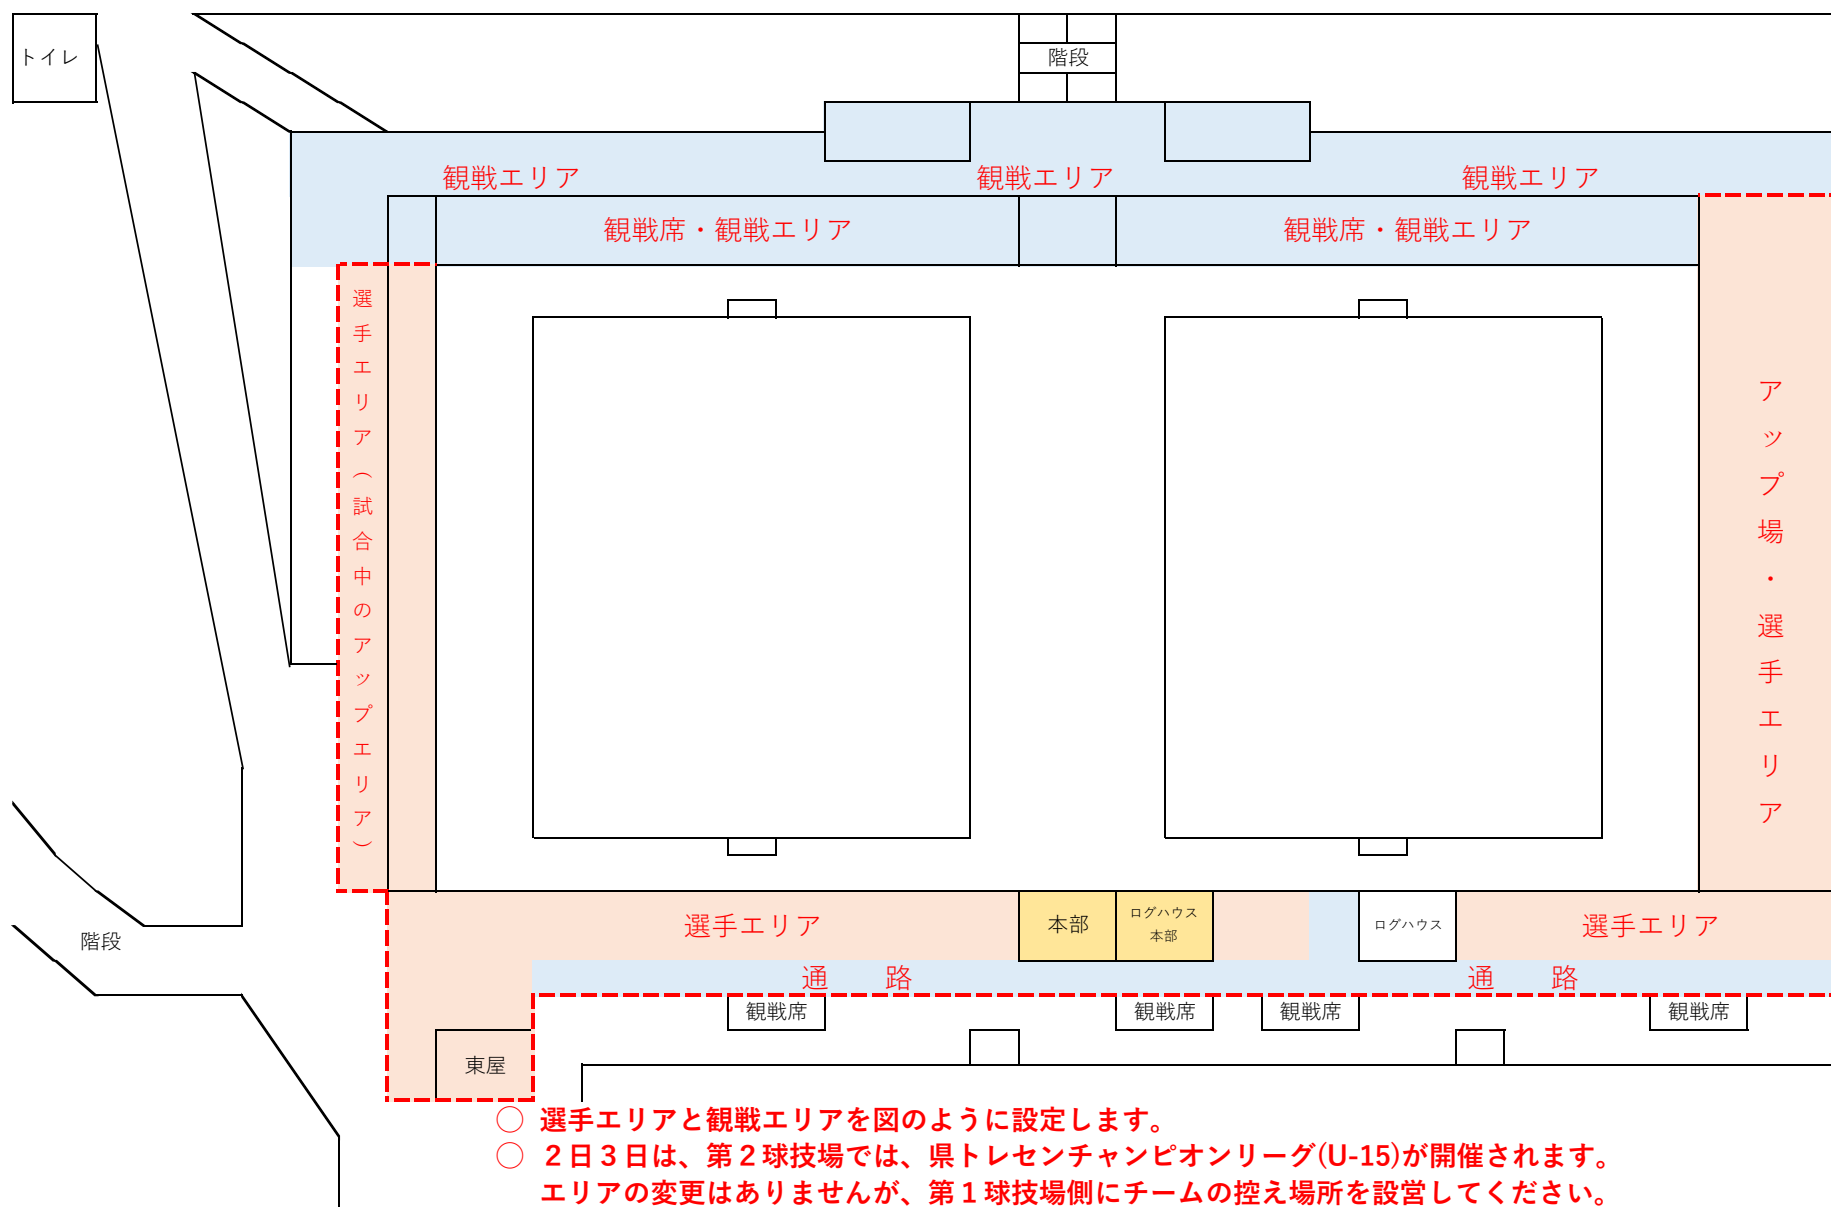 トイレ
階段
観戦エリア
観戦エリア
観戦エリア
観戦席・観戦エリア
観戦席・観戦エリア
選手エリア（試合中のアップエリア）
アップ場・選手エリア
選手エリア
本部
ログハウス
本部
ログハウス
選手エリア
階段
通　路
通　路
観戦席
観戦席
観戦席
観戦席
東屋
○ 選手エリアと観戦エリアを図のように設定します。
○ ２日３日は、第２球技場では、県トレセンチャンピオンリーグ(U-15)が開催されます。
エリアの変更はありませんが、第１球技場側にチームの控え場所を設営してください。